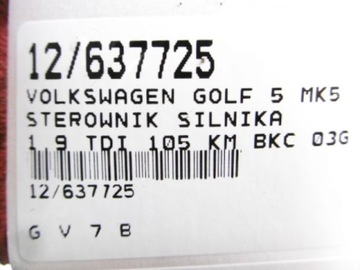 12/637725
VOLKSWAGEN GOLF 5 MK5
STEROWNIK SILNIKA
1,9 TDI 105 KM BKC 03G
12/637725
G V 7 B